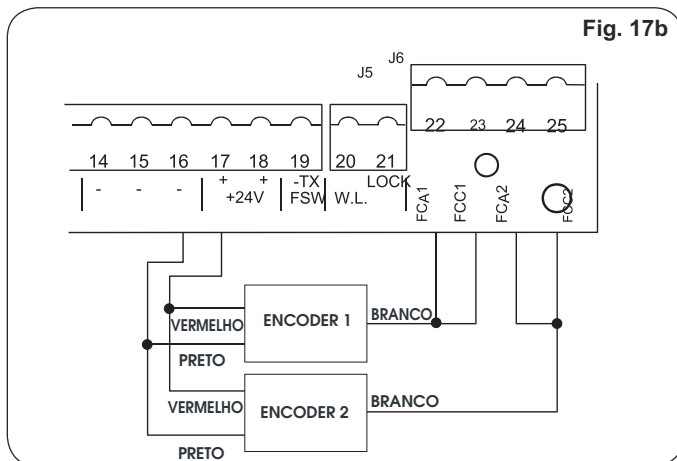 Fig. 17b
J5 J6
22 23 24 25
14 15 16 17 18 19 20 21
- - - + + -TX LOCK
+24V FSW W.L.
FCA1 FCC1 FCA2 FCC2
ENCODER 1
BRANCO
VERMELHO
PRETO
ENCODER 2
BRANCO
VERMELHO
PRETO